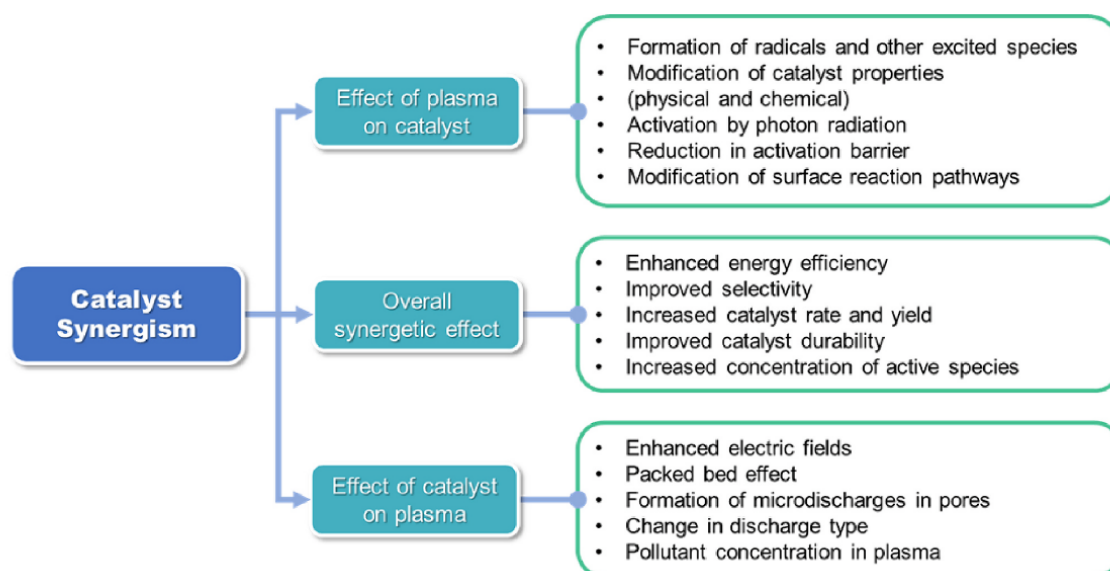 Catalyst
Synergism
Effect of plasma
on catalyst
• Formation of radicals and other excited species
• Modification of catalyst properties
• (physical and chemical)
• Activation by photon radiation
• Reduction in activation barrier
• Modification of surface reaction pathways
Overall
synergetic effect
• Enhanced energy efficiency
• Improved selectivity
• Increased catalyst rate and yield
• Improved catalyst durability
• Increased concentration of active species
Effect of catalyst
on plasma
• Enhanced electric fields
• Packed bed effect
• Formation of microdischarges in pores
• Change in discharge type
• Pollutant concentration in plasma